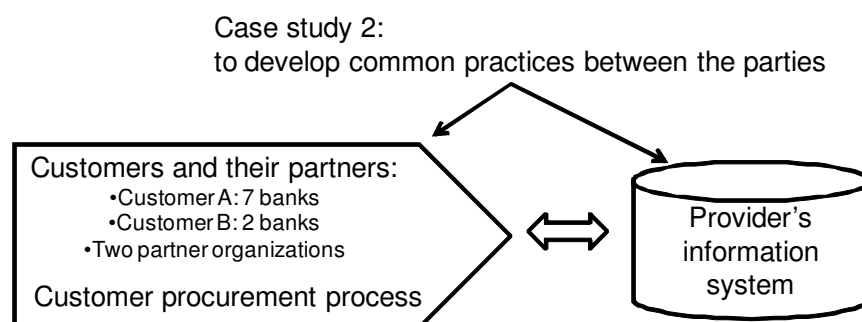 Case study 2:
to develop common practices between the parties
Customers and their partners:
•Customer A: 7 banks
•Customer B: 2 banks
•Two partner organizations
Customer procurement process
Provider's
information
system